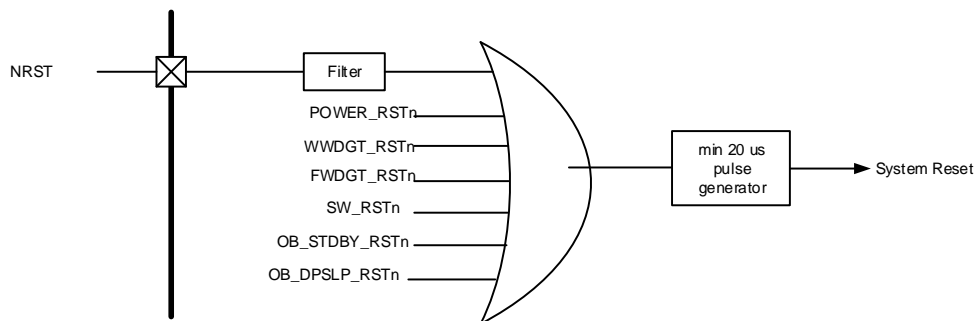 NRST
Filter
POWER_RSTn
WWDGT_RSTn
FWDGT_RSTn
SW_RSTn
OB_STDBY_RSTn
OB_DPSLP_RSTn
min 20 us
pulse
generator
System Reset